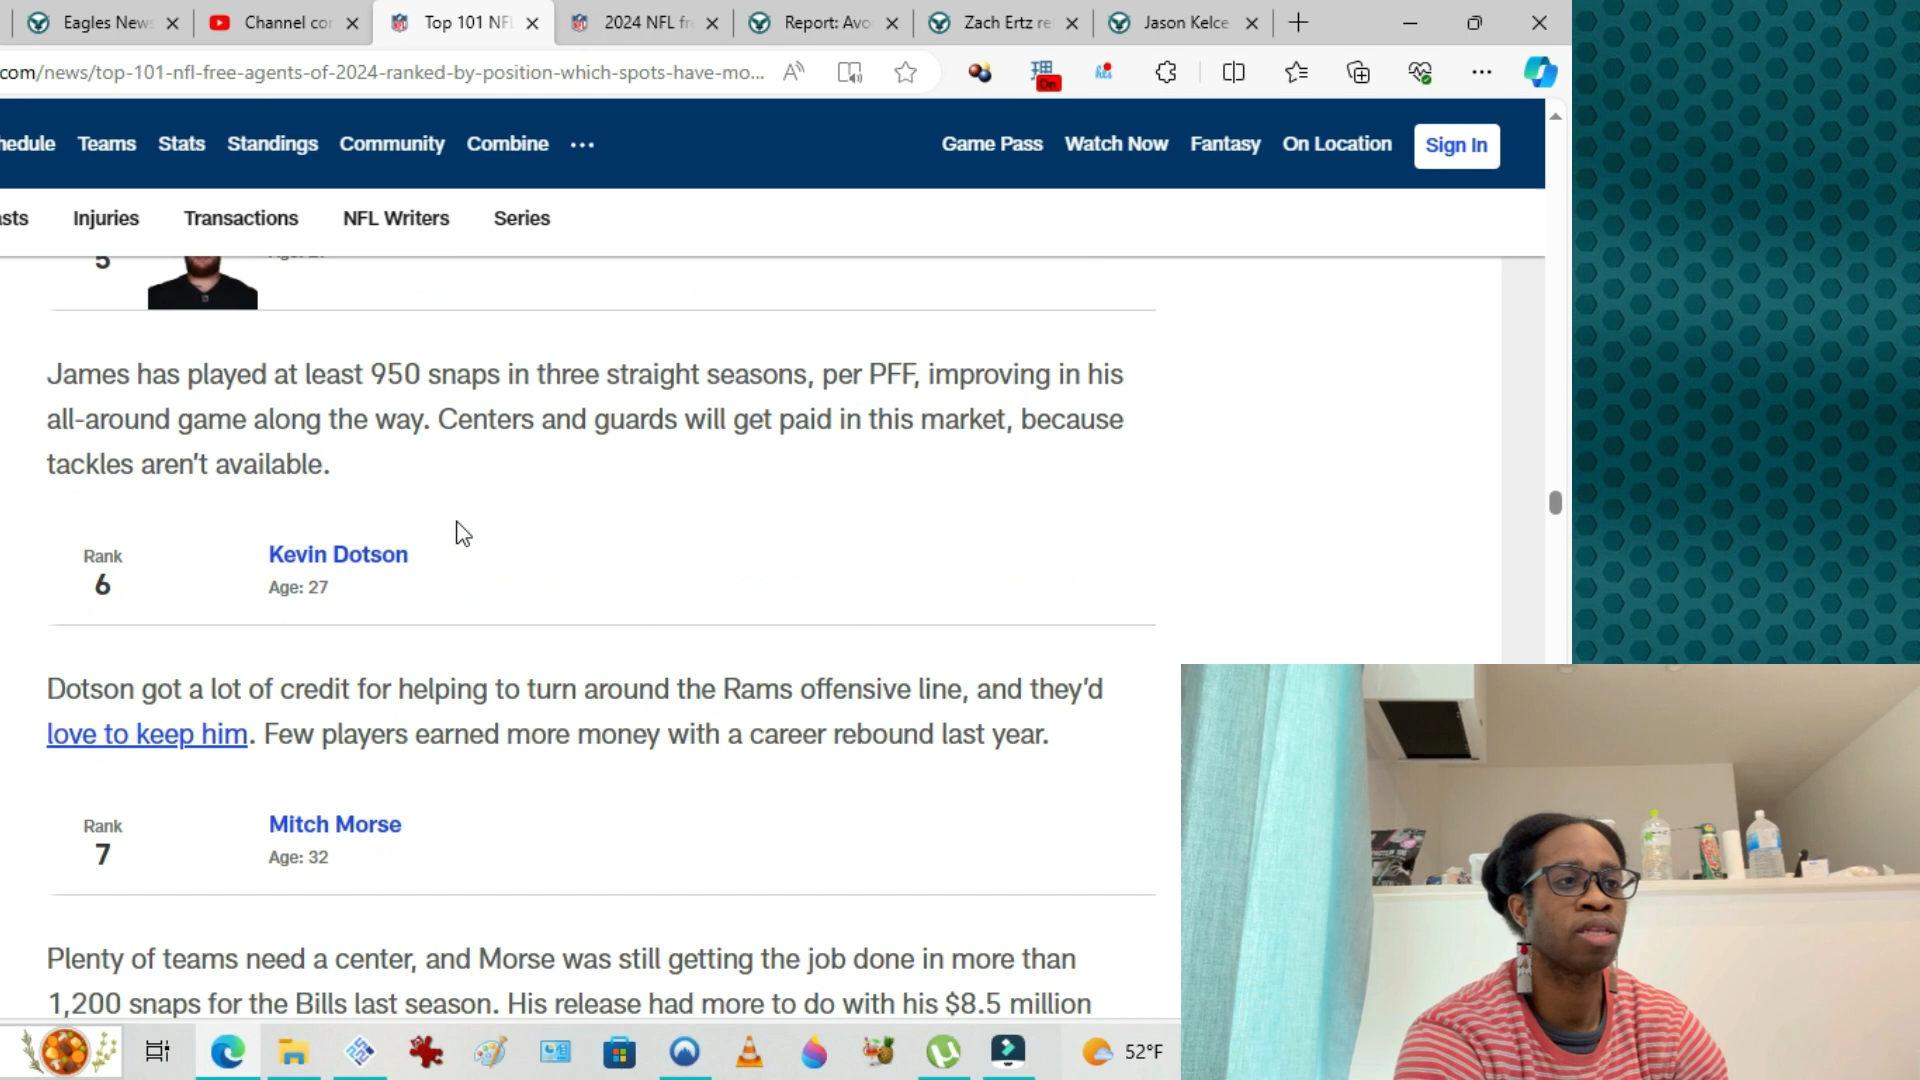 Eagles News
Channel cor
Top 101 NFL
2024 NFL fr
Report: Avo
Zach Ertz re
Jason Kelce
com/news/top-101-nfl-free-agents-of-2024-ranked-by-position-which-spots-have-mo...
On
hedule Teams Stats Standings Community Combine ...
Game Pass Watch Now Fantasy On Location Sign In
asts Injuries Transactions NFL Writers Series
5
James has played at least 950 snaps in three straight seasons, per PFF, improving in his
all-around game along the way. Centers and guards will get paid in this market, because
tackles aren't available.
Rank
6
Kevin Dotson
Age: 27
Dotson got a lot of credit for helping to turn around the Rams offensive line, and they'd
love to keep him. Few players earned more money with a career rebound last year.
Rank
7
Mitch Morse
Age: 32
Plenty of teams need a center, and Morse was still getting the job done in more than
1,200 snaps for the Bills last season. His release had more to do with his $8.5 million
52°F